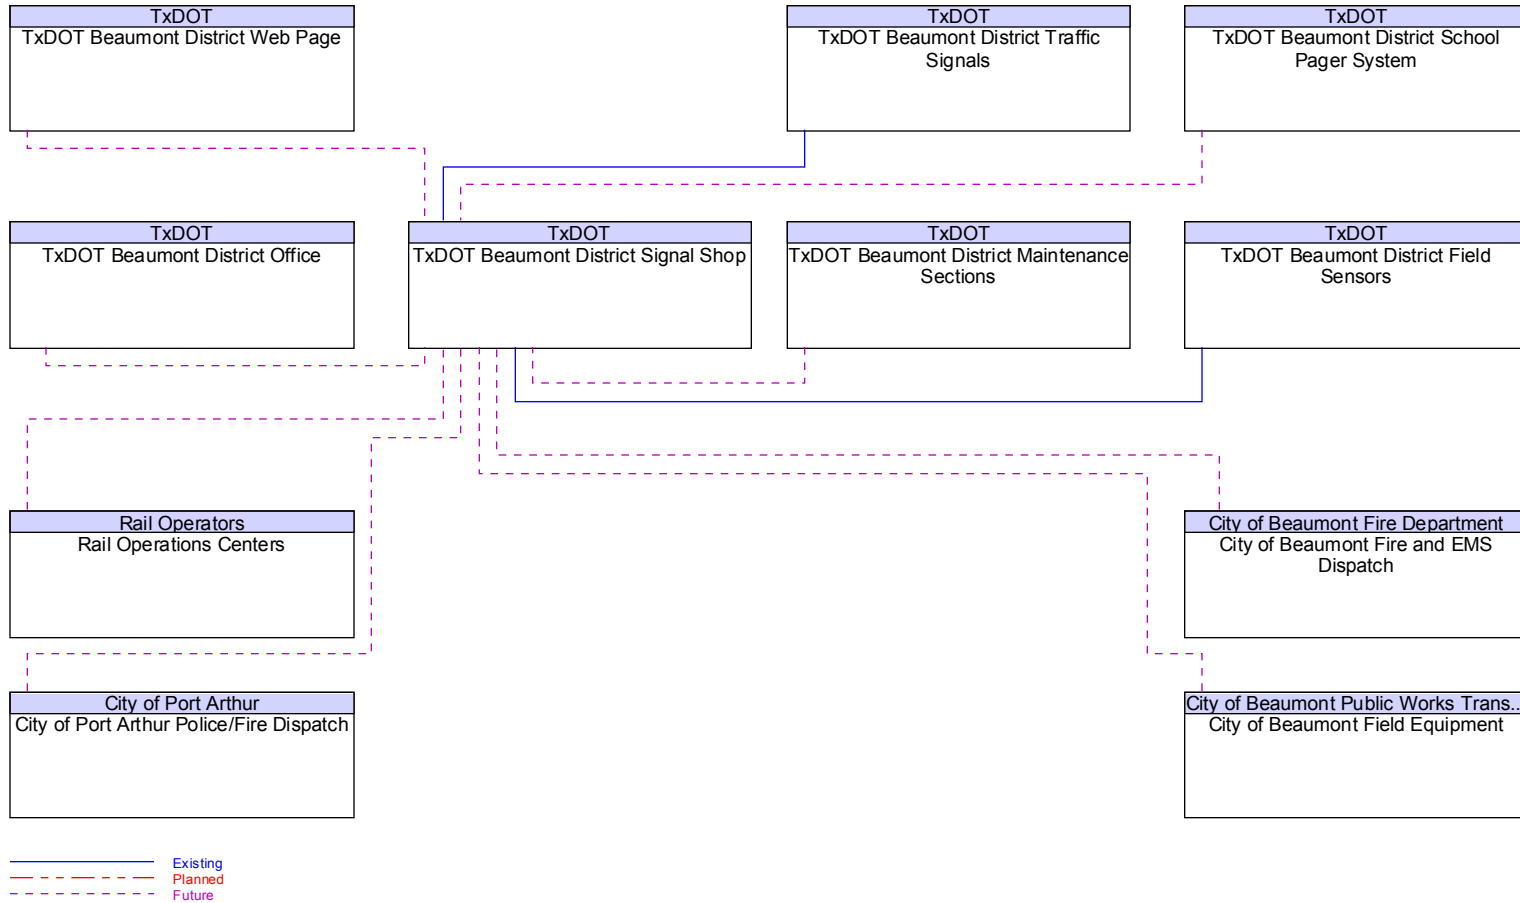 TxDOT
TxDOT Beaumont District Web Page
TxDOT
TxDOT Beaumont District Traffic
Signals
TxDOT
TxDOT Beaumont District School
Pager System
TxDOT
TxDOT Beaumont District Office
TxDOT
TxDOT Beaumont District Signal Shop
TxDOT
TxDOT Beaumont District Maintenance
Sections
TxDOT
TxDOT Beaumont District Field
Sensors
Rail Operators
Rail Operations Centers
City of Beaumont Fire Department
City of Beaumont Fire and EMS
Dispatch
City of Port Arthur
City of Port Arthur Police/Fire Dispatch
City of Beaumont Public Works Trans..
City of Beaumont Field Equipment
Existing
Planned
Future